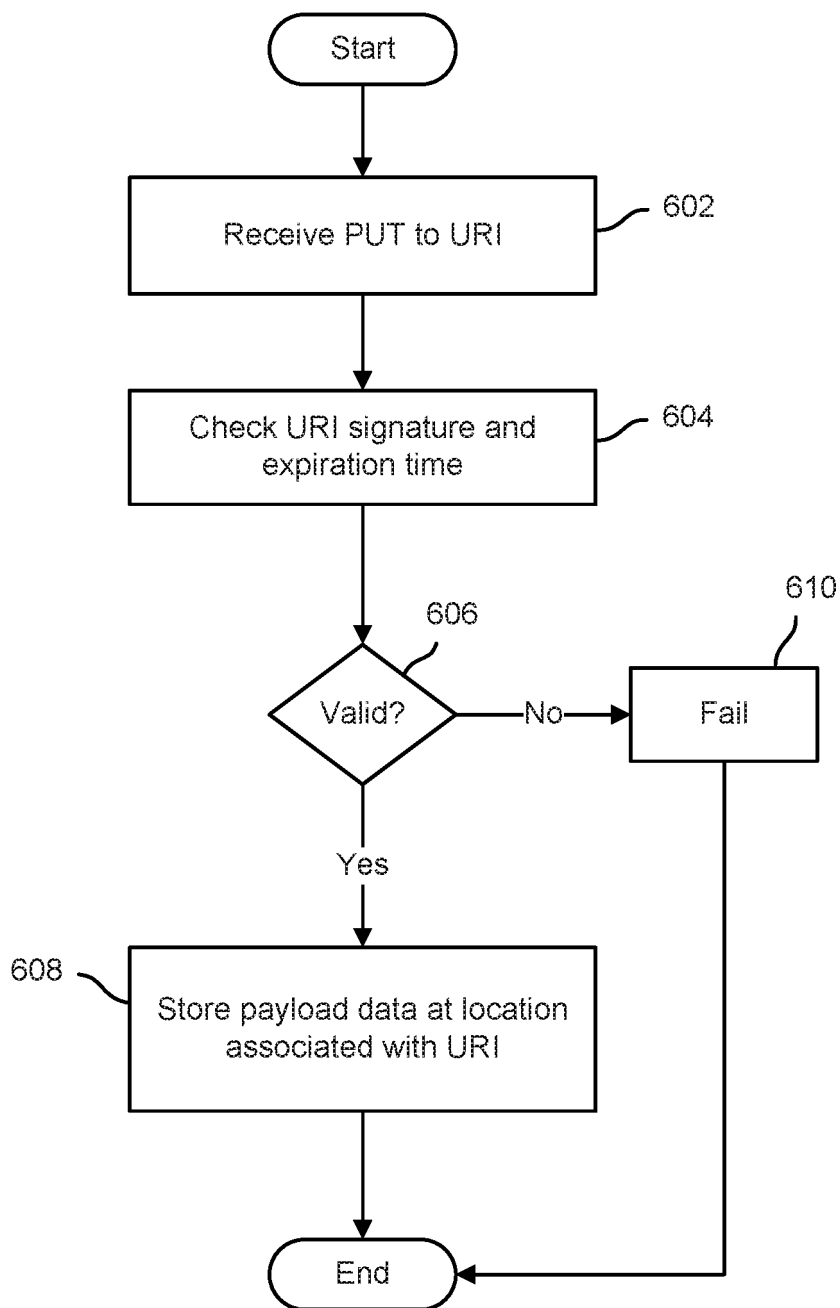 Start
Receive PUT to URI
602
Check URI signature and
expiration time
604
606
Valid?
No
610
Fail
Yes
608
Store payload data at location
associated with URI
End